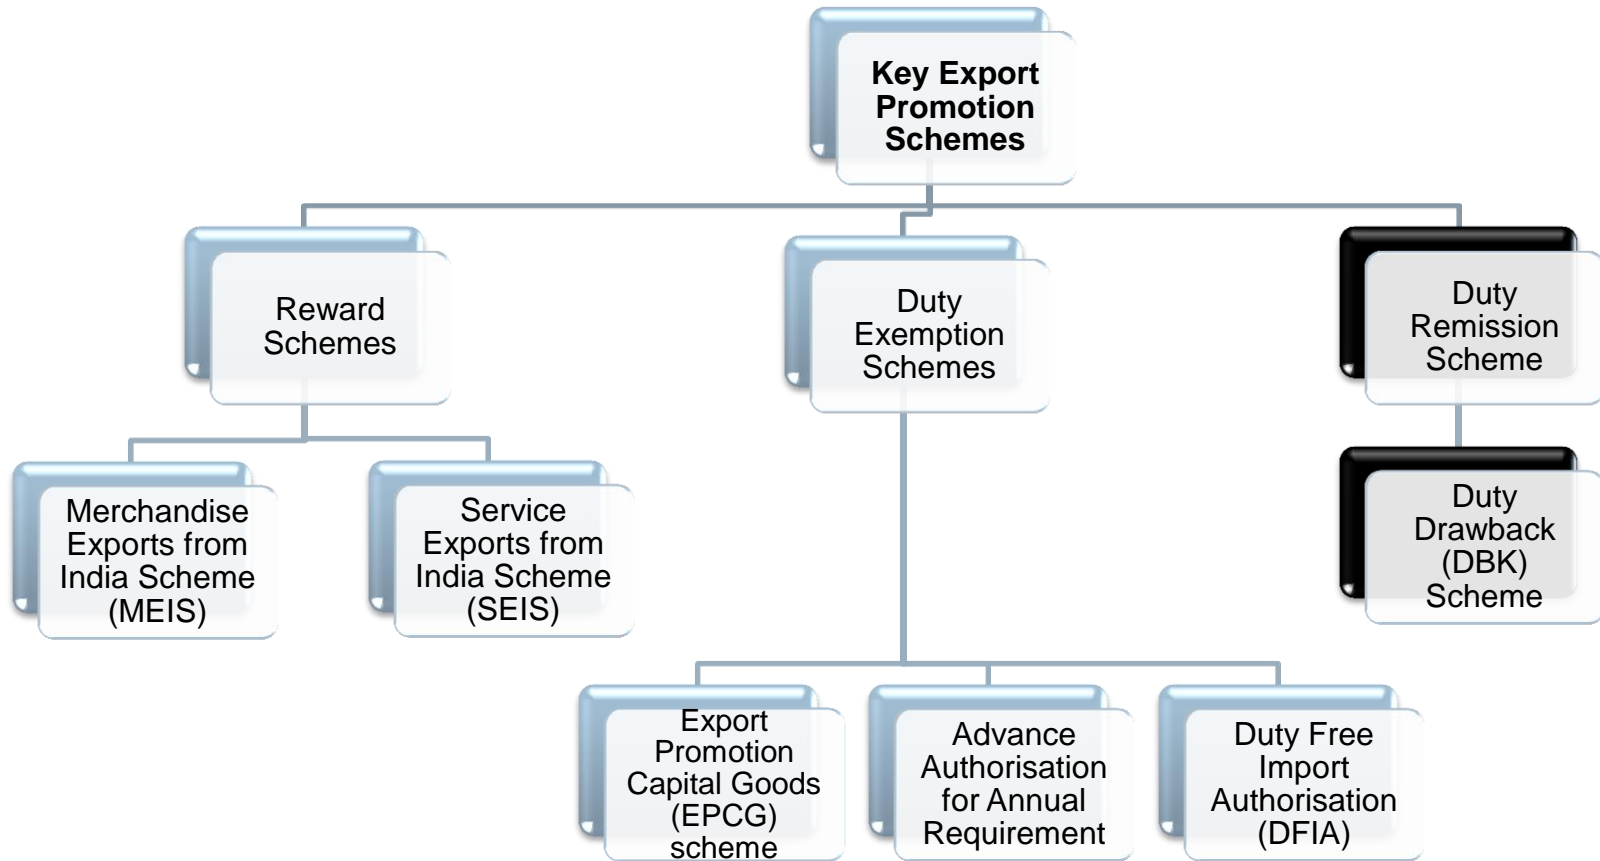 Key Export
Promotion
Schemes
Reward
Schemes
Duty
Exemption
Schemes
Duty
Remission
Scheme
Merchandise
Exports from
India Scheme
(MEIS)
Service
Exports from
India Scheme
(SEIS)
Duty
Drawback
(DBK)
Scheme
Export
Promotion
Capital Goods
(EPCG)
scheme
Advance
Authorisation
for Annual
Requirement
Duty Free
Import
Authorisation
(DFIA)